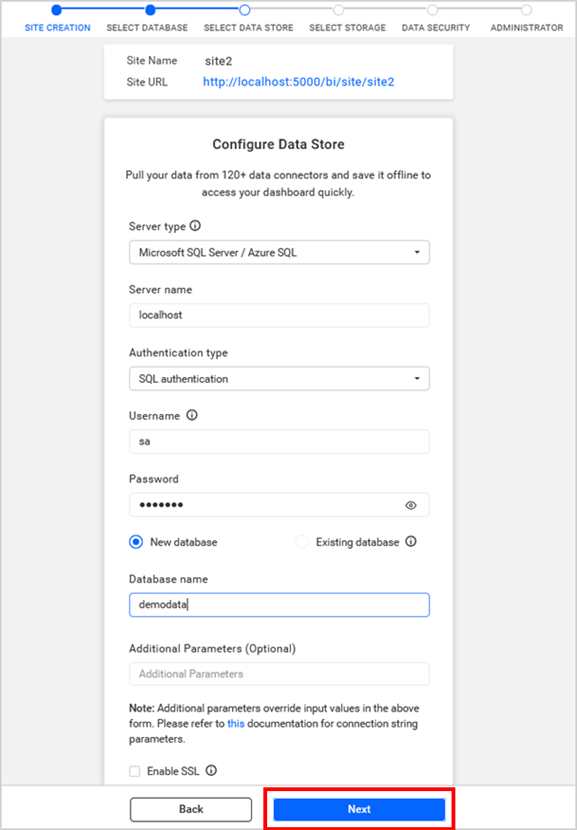 SITE CREATION SELECT DATABASE SELECT DATA STORE SELECT STORAGE DATA SECURITY ADMINISTRATOR
Site Name site2
Site URL http://localhost:5000/bi/site/site2
Configure Data Store
Pull your data from 120+ data connectors and save it offline to
access your dashboard quickly.
Server type
Microsoft SQL Server / Azure SQL
Server name
localhost
Authentication type
SQL authentication
Username
sa
Password
•••••••
New database Existing database
Database name
demodata
Additional Parameters (Optional)
Additional Parameters
Note: Additional parameters override input values in the above
form. Please refer to this documentation for connection string
parameters.
Enable SSL
Back Next